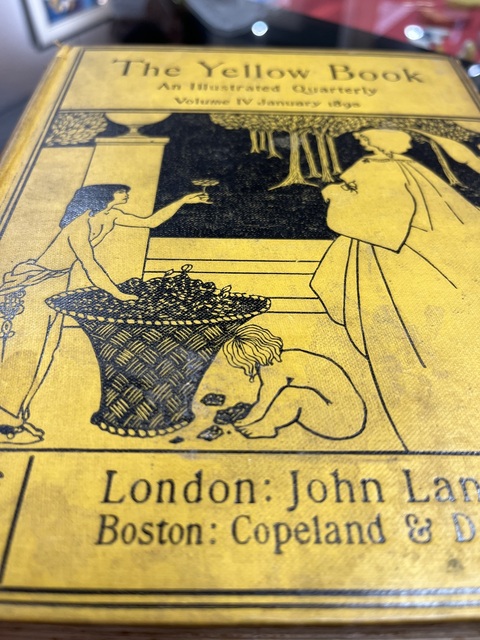 The Yellow Book
An Illustrated Quarterly
Volume IV January 1895
London: John Lan
Boston: Copeland & D